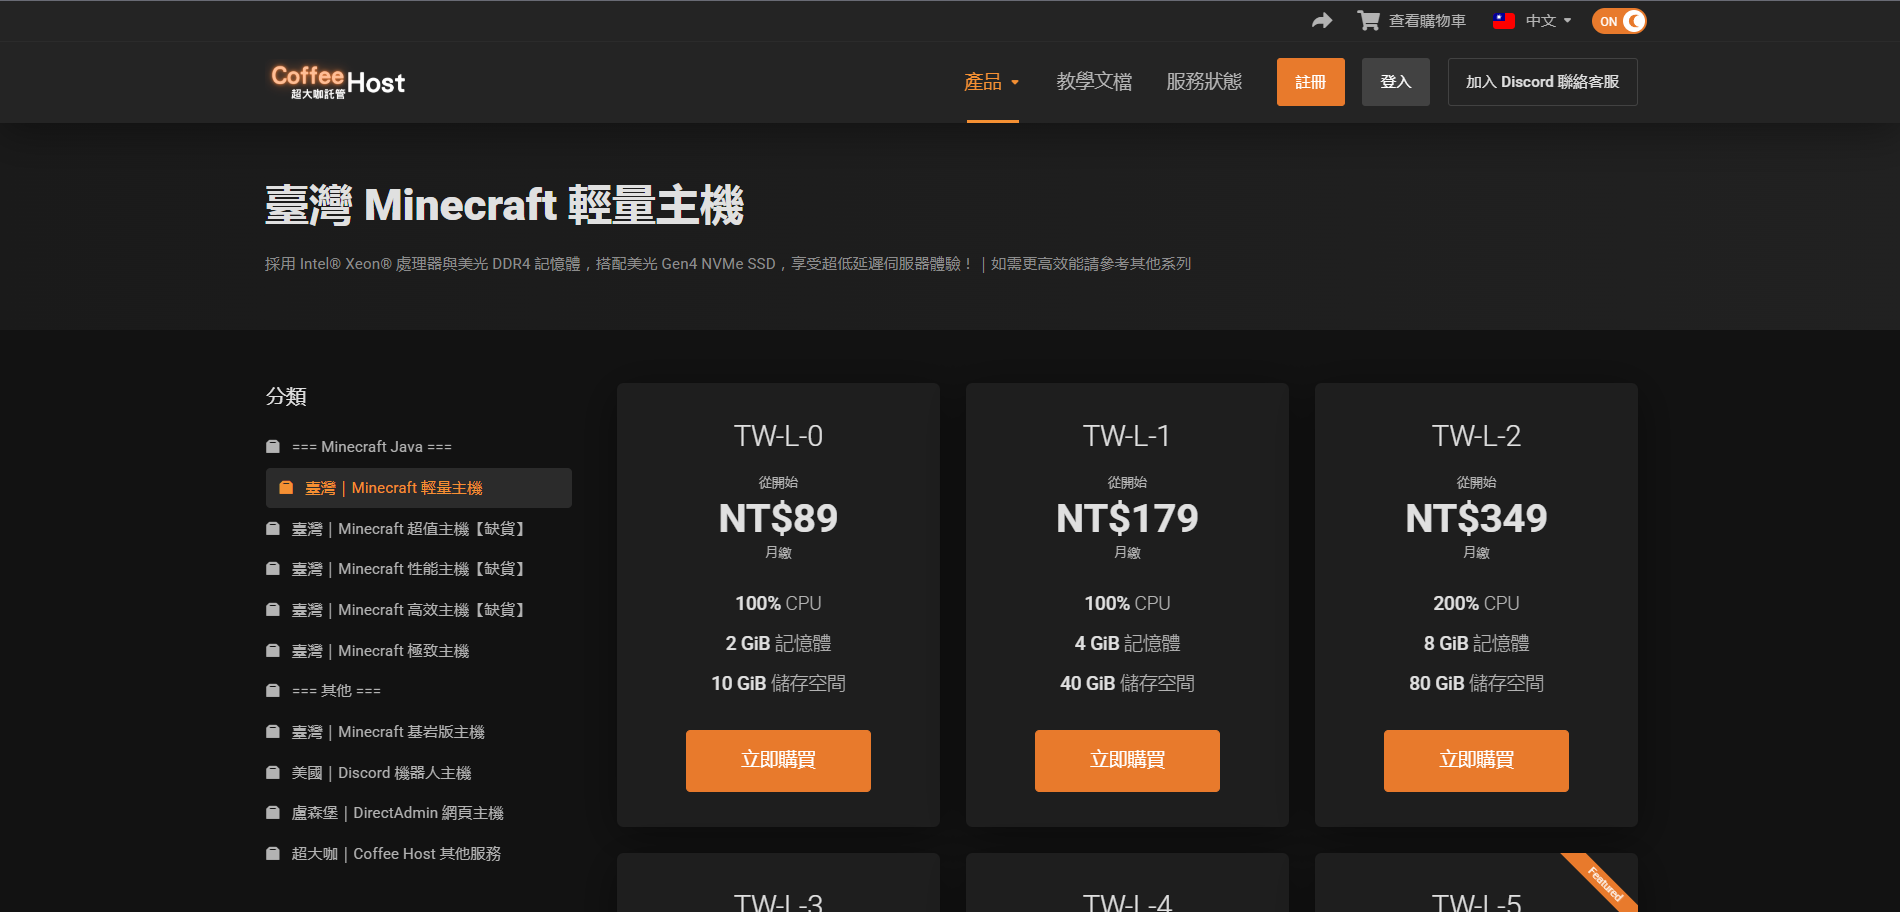 查看購物車 中文 ON
Coffee Host
超大咖託管
產品 教學文檔 服務狀態 註冊 登入 加入 Discord 聯絡客服
臺灣 Minecraft 輕量主機
採用 Intel® Xeon® 處理器與美光 DDR4 記憶體，搭配美光 Gen4 NVMe SSD，享受超低延遲伺服器體驗！｜如需更高效能請參考其他系列
分類
=== Minecraft Java ===
臺灣｜Minecraft 輕量主機
臺灣｜Minecraft 超值主機【缺貨】
臺灣｜Minecraft 性能主機【缺貨】
臺灣｜Minecraft 高效主機【缺貨】
臺灣｜Minecraft 極致主機
=== 其他 ===
臺灣｜Minecraft 基岩版主機
美國｜Discord 機器人主機
盧森堡｜DirectAdmin 網頁主機
超大咖｜Coffee Host 其他服務
TW-L-0
從開始
NT$89
月繳
100% CPU
2 GiB 記憶體
10 GiB 儲存空間
立即購買
TW-L-1
從開始
NT$179
月繳
100% CPU
4 GiB 記憶體
40 GiB 儲存空間
立即購買
TW-L-2
從開始
NT$349
月繳
200% CPU
8 GiB 記憶體
80 GiB 儲存空間
立即購買
TW-L-3
TW-L-4
TW-L-5
Featured